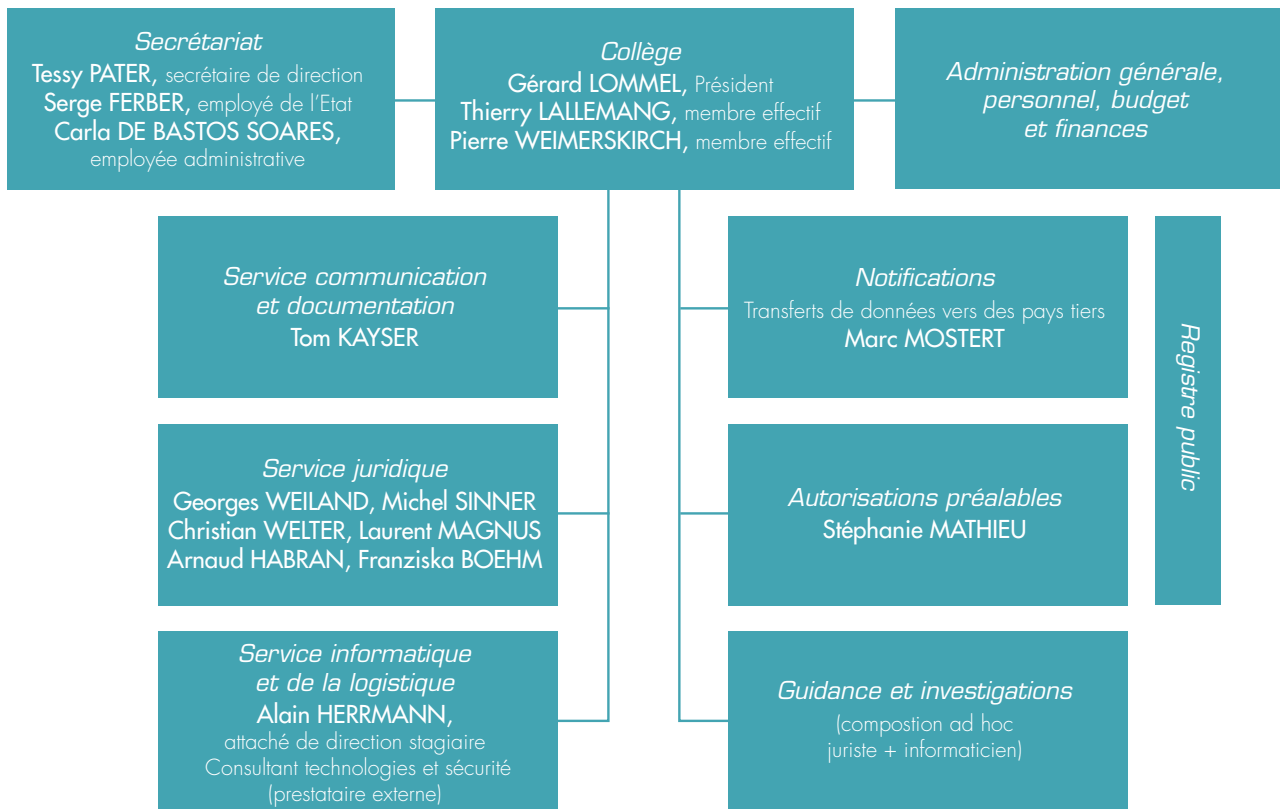 Secrétariat
Tessy PATER, secrétaire de direction
Serge FERBER, employé de l'Etat
Carla DE BASTOS SOARES,
employée administrative
Collège
Gérard LOMMEL, Président
Thierry LALLEMANG, membre effectif
Pierre WEIMERSKIRCH, membre effectif
Administration générale,
personnel, budget
et finances
Service communication
et documentation
Tom KAYSER
Notifications
Transferts de données vers des pays tiers
Marc MOSTERT
Registre public
Service juridique
Georges WEILAND, Michel SINNER
Christian WELTER, Laurent MAGNUS
Arnaud HABRAN, Franziska BOEHM
Autorisations préalables
Stéphanie MATHIEU
Service informatique
et de la logistique
Alain HERRMANN,
attaché de direction stagiaire
Consultant technologies et sécurité
(prestataire externe)
Guidance et investigations
(compostion ad hoc
juriste + informaticien)